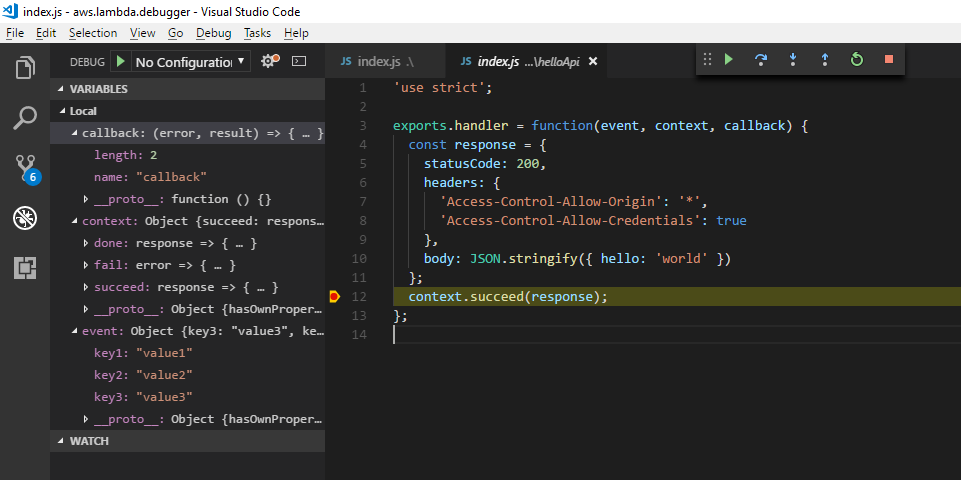 index.js - aws.lambda.debugger - Visual Studio Code
File Edit Selection View Go Debug Tasks Help
DEBUG No Configuration
JS index.js .\
JS index.js ...\helloApi
VARIABLES
Local
callback: (error, result) => { … }
length: 2
name: "callback"
__proto__: function () {}
context: Object {succeed: respons…
done: response => { … }
fail: error => { … }
succeed: response => { … }
__proto__: Object {hasOwnProper…
event: Object {key3: "value3", ke…
key1: "value1"
key2: "value2"
key3: "value3"
__proto__: Object {hasOwnProper…
WATCH
6
1 'use strict';
2
3 exports.handler = function(event, context, callback) {
4 const response = {
5 statusCode: 200,
6 headers: {
7 'Access-Control-Allow-Origin': '*',
8 'Access-Control-Allow-Credentials': true
9 },
10 body: JSON.stringify({ hello: 'world' })
11 };
12 context.succeed(response);
13 };
14